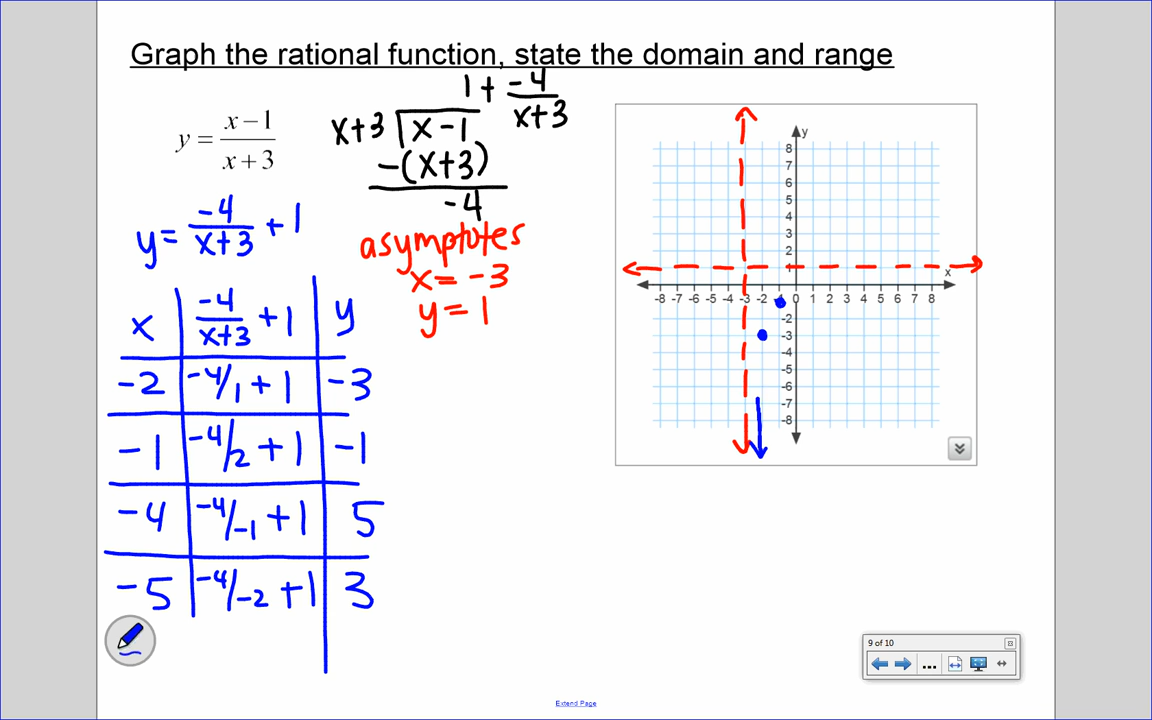 Graph the rational function, state the domain and range
y = x − 1 / x + 3
1 + -4/x+3
x+3 x - 1
-(x+3)
-4
y = -4/x+3 + 1
asymptotes
x = -3
y = 1
x -4/x+3 +1 y
-2 -4/1 + 1 -3
-1 -4/2 + 1 -1
-4 -4/-1 +1 5
-5 -4/-2 +1 3
y
8
7
6
5
4
3
2
1
x
-8 -7 -6 -5 -4 -3 -2 0 1 2 3 4 5 6 7 8
-2
-3
-4
-5
-6
-7
-8
9 of 10
...
Extend Page